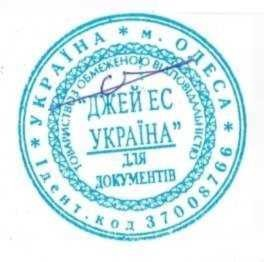 * УКРАЇНА * м. ОДЕСА
* Ідент. код 37008766
ТОВАРИСТВО З ОБМЕЖЕНОЮ ВІДПОВІДАЛЬНІСТЮ
"ДЖЕЙ ЕС
УКРАЇНА"
ДЛЯ
ДОКУМЕНТІВ